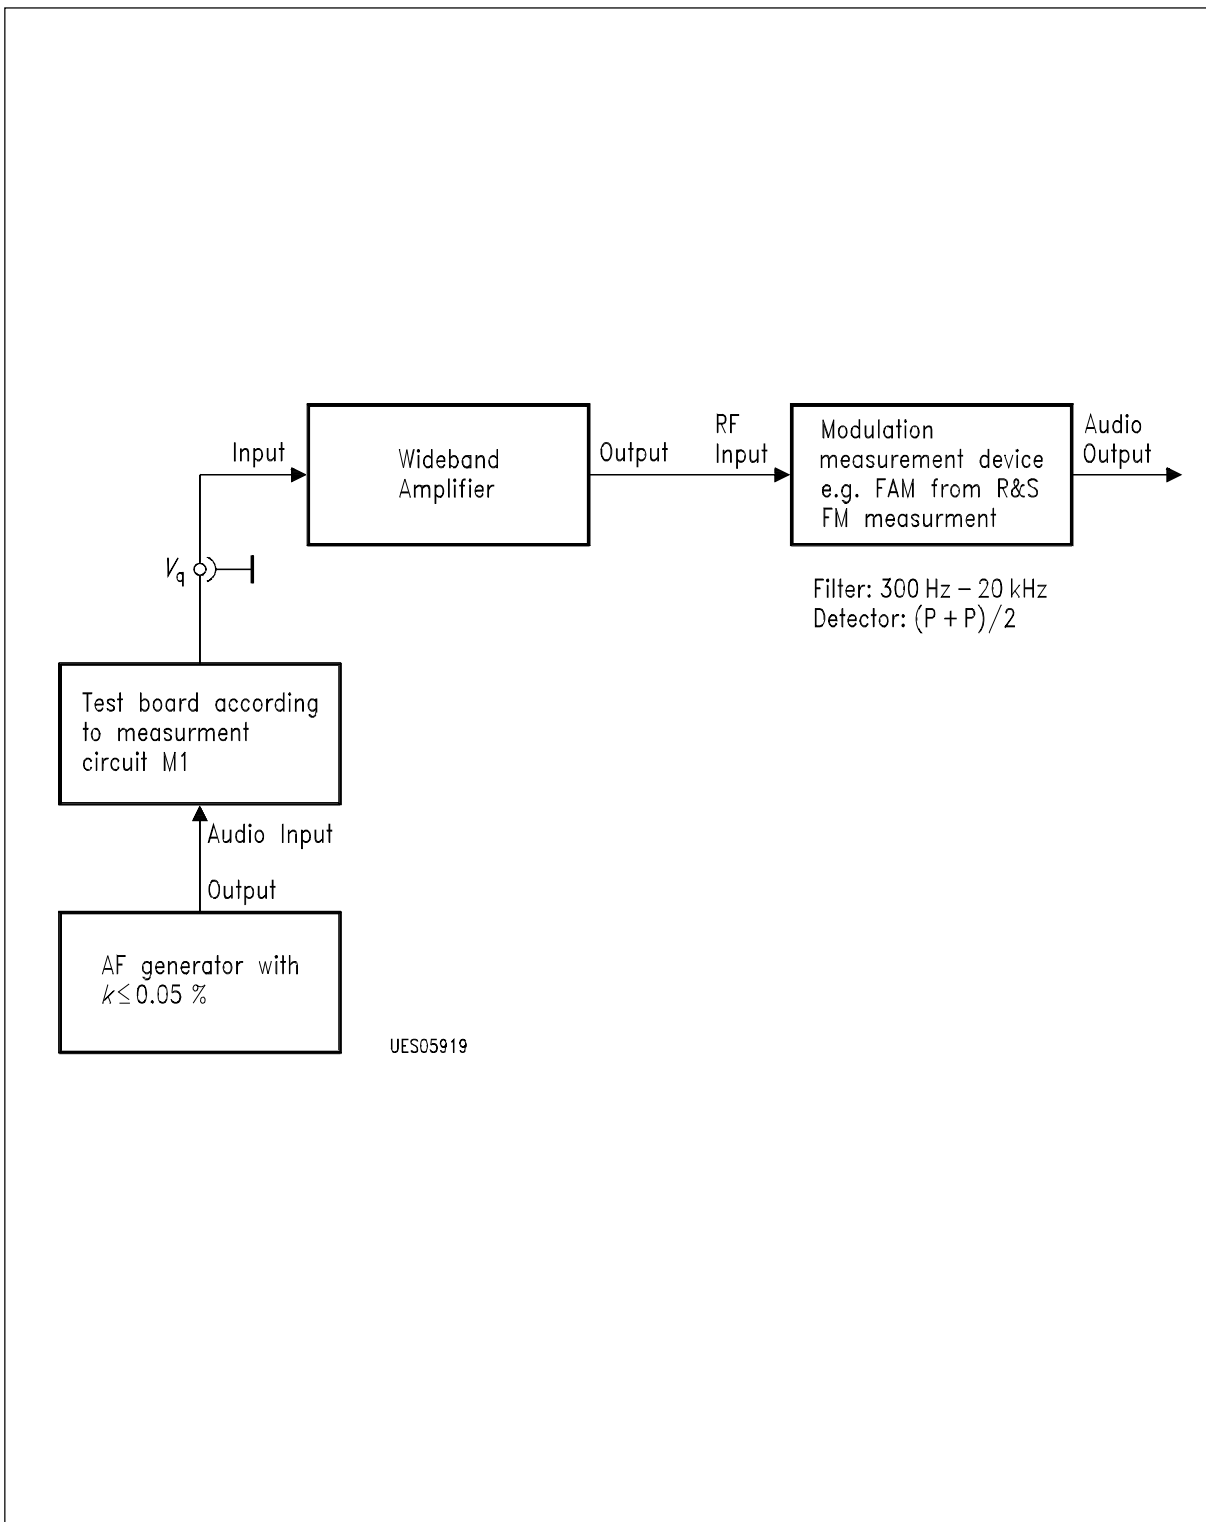 Input
Wideband
Amplifier
Output
RF
Input
Modulation
measurement device
e.g. FAM from R&S
FM measurment
Audio
Output
Vq
Filter: 300 Hz – 20 kHz
Detector: (P + P)/2
Test board according
to measurment
circuit M1
Audio Input
Output
AF generator with
k ≤ 0.05 %
UES05919